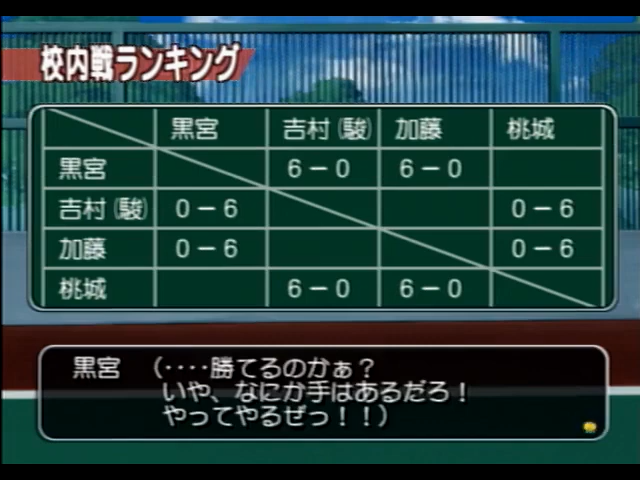 校内戦ランキング
黒宮 吉村(駿) 加藤 桃城
黒宮 6－0 6－0
吉村(駿) 0－6 0－6
加藤 0－6 0－6
桃城 6－0 6－0
黒宮 (‥‥勝てるのかぁ？
いや、なにか手はあるだろ！
やってやるぜっ！！)